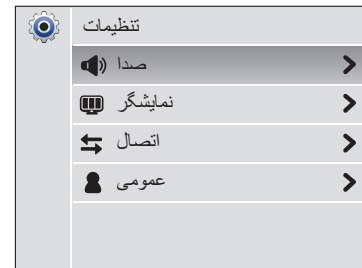 تنظیمات
صدا
نمایشگر
اتصال
عمومی